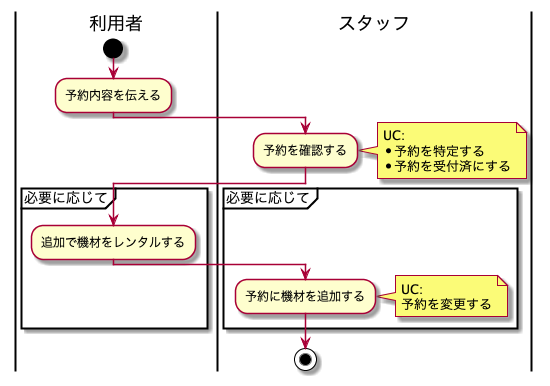 利用者
スタッフ
予約内容を伝える
予約を確認する
UC:
• 予約を特定する
• 予約を受付済にする
必要に応じて
必要に応じて
追加で機材をレンタルする
予約に機材を追加する
UC:
予約を変更する